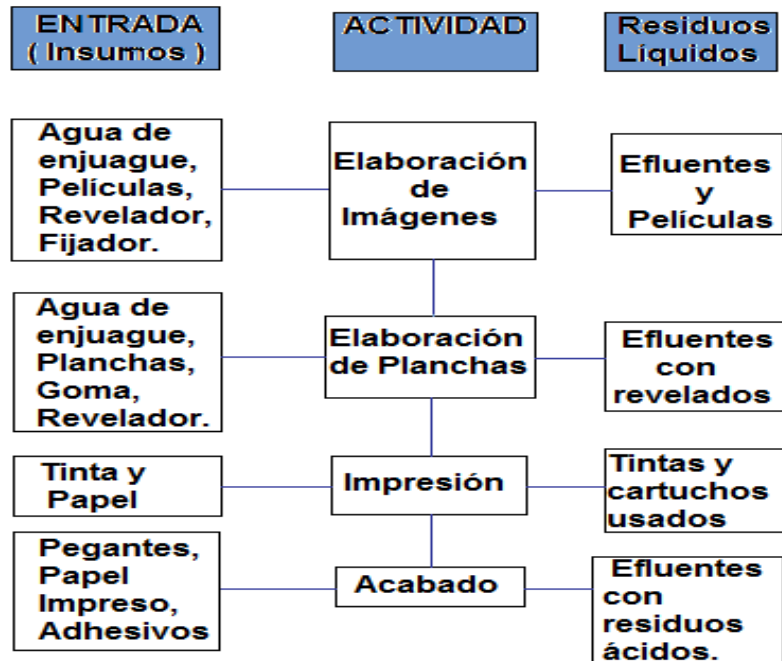 ENTRADA
( Insumos )
ACTIVIDAD
Residuos
Líquidos
Agua de
enjuague,
Películas,
Revelador,
Fijador.
Elaboración
de
Imágenes
Efluentes
y
Películas
Agua de
enjuague,
Planchas,
Goma,
Revelador.
Elaboración
de Planchas
Efluentes
con
revelados
Tinta y
Papel
Impresión
Tintas y
cartuchos
usados
Pegantes,
Papel
Impreso,
Adhesivos
Acabado
Efluentes
con
residuos
ácidos.